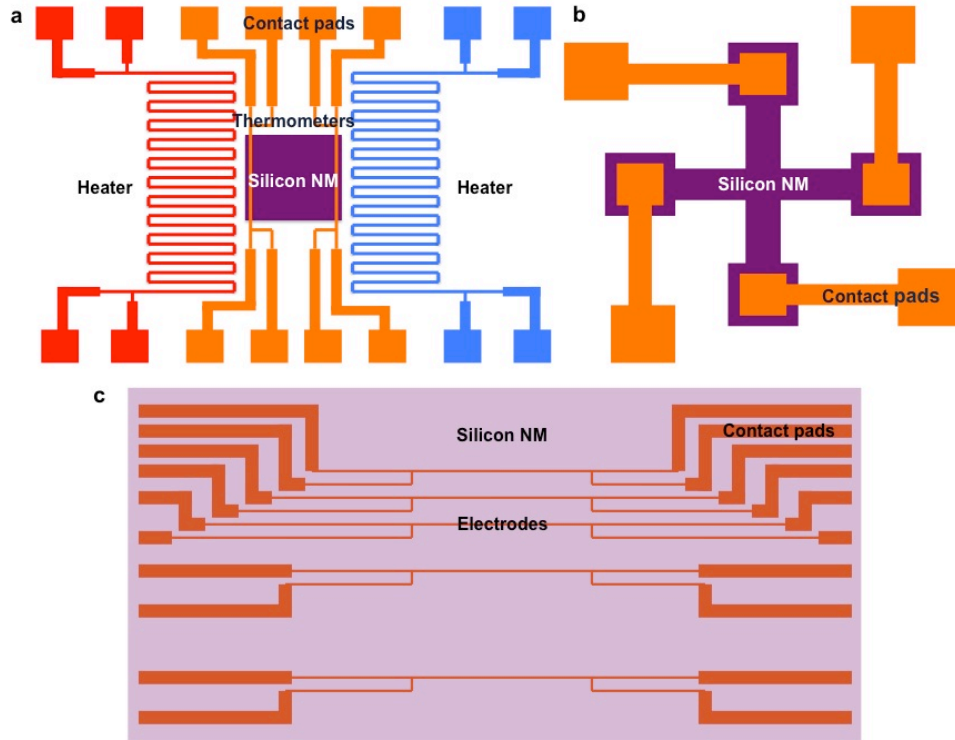 a
Contact pads
Thermometers
Heater
Silicon NM
Heater
b
Silicon NM
Contact pads
c
Silicon NM
Contact pads
Electrodes